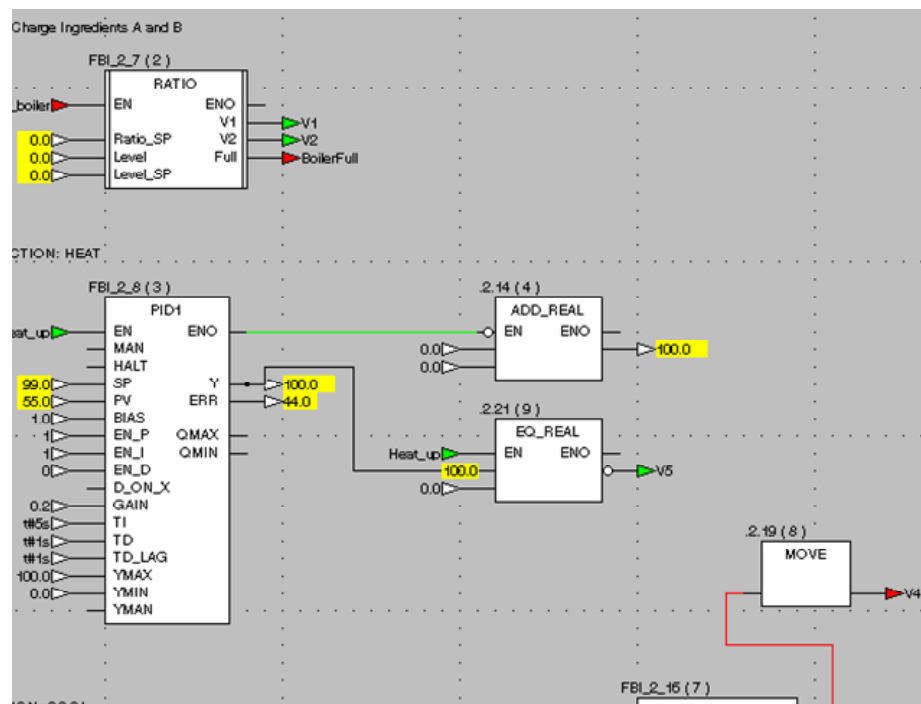 Charge Ingredients A and B
FBI_2_7 (2)
RATIO
_boiler EN ENO
V1 V1
0.0 Ratio_SP V2 V2
0.0 Level Full BoilerFull
0.0 Level_SP
CTION: HEAT
FBI_2_8 (3)
PID1
eat_up EN ENO
MAN
HALT
99.0 SP Y 100.0
55.0 PV ERR 44.0
1.0 BIAS
1 EN_P QMAX
1 EN_I QMIN
0 EN_D
D_ON_X
0.2 GAIN
t#5s TI
t#1s TD
t#1s TD_LAG
100.0 YMAX
0.0 YMIN
YMAN
.2.14 (4)
ADD_REAL
EN ENO
0.0 100.0
0.0
.2.21 (9)
EQ_REAL
Heat_up EN ENO
100.0 V5
0.0
.2.19 (8)
MOVE
V4
FBI_2_16 (7)